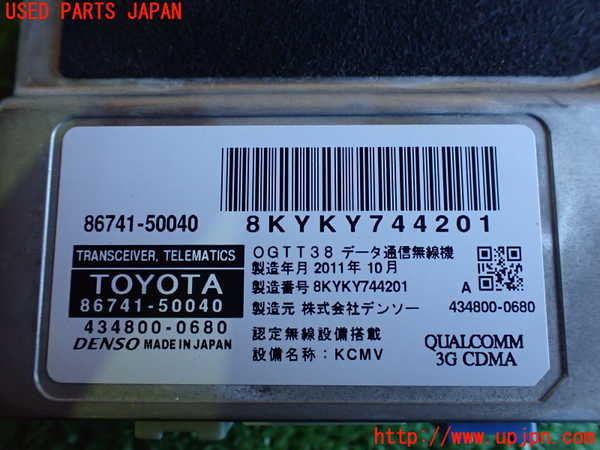 USED PARTS JAPAN
86741-50040
8KYKY744201
TRANSCEIVER, TELEMATICS
TOYOTA
86741-50040
434800-0680
DENSO MADE IN JAPAN
OGTT38 データ通信無線機
製造年月 2011年 10月
製造番号 8KYKY744201
製造元 株式会社デンソー
A
434800-0680
認定無線設備搭載
設備名称:KCMV
QUALCOMM
3G CDMA
http://www.upjpn.com